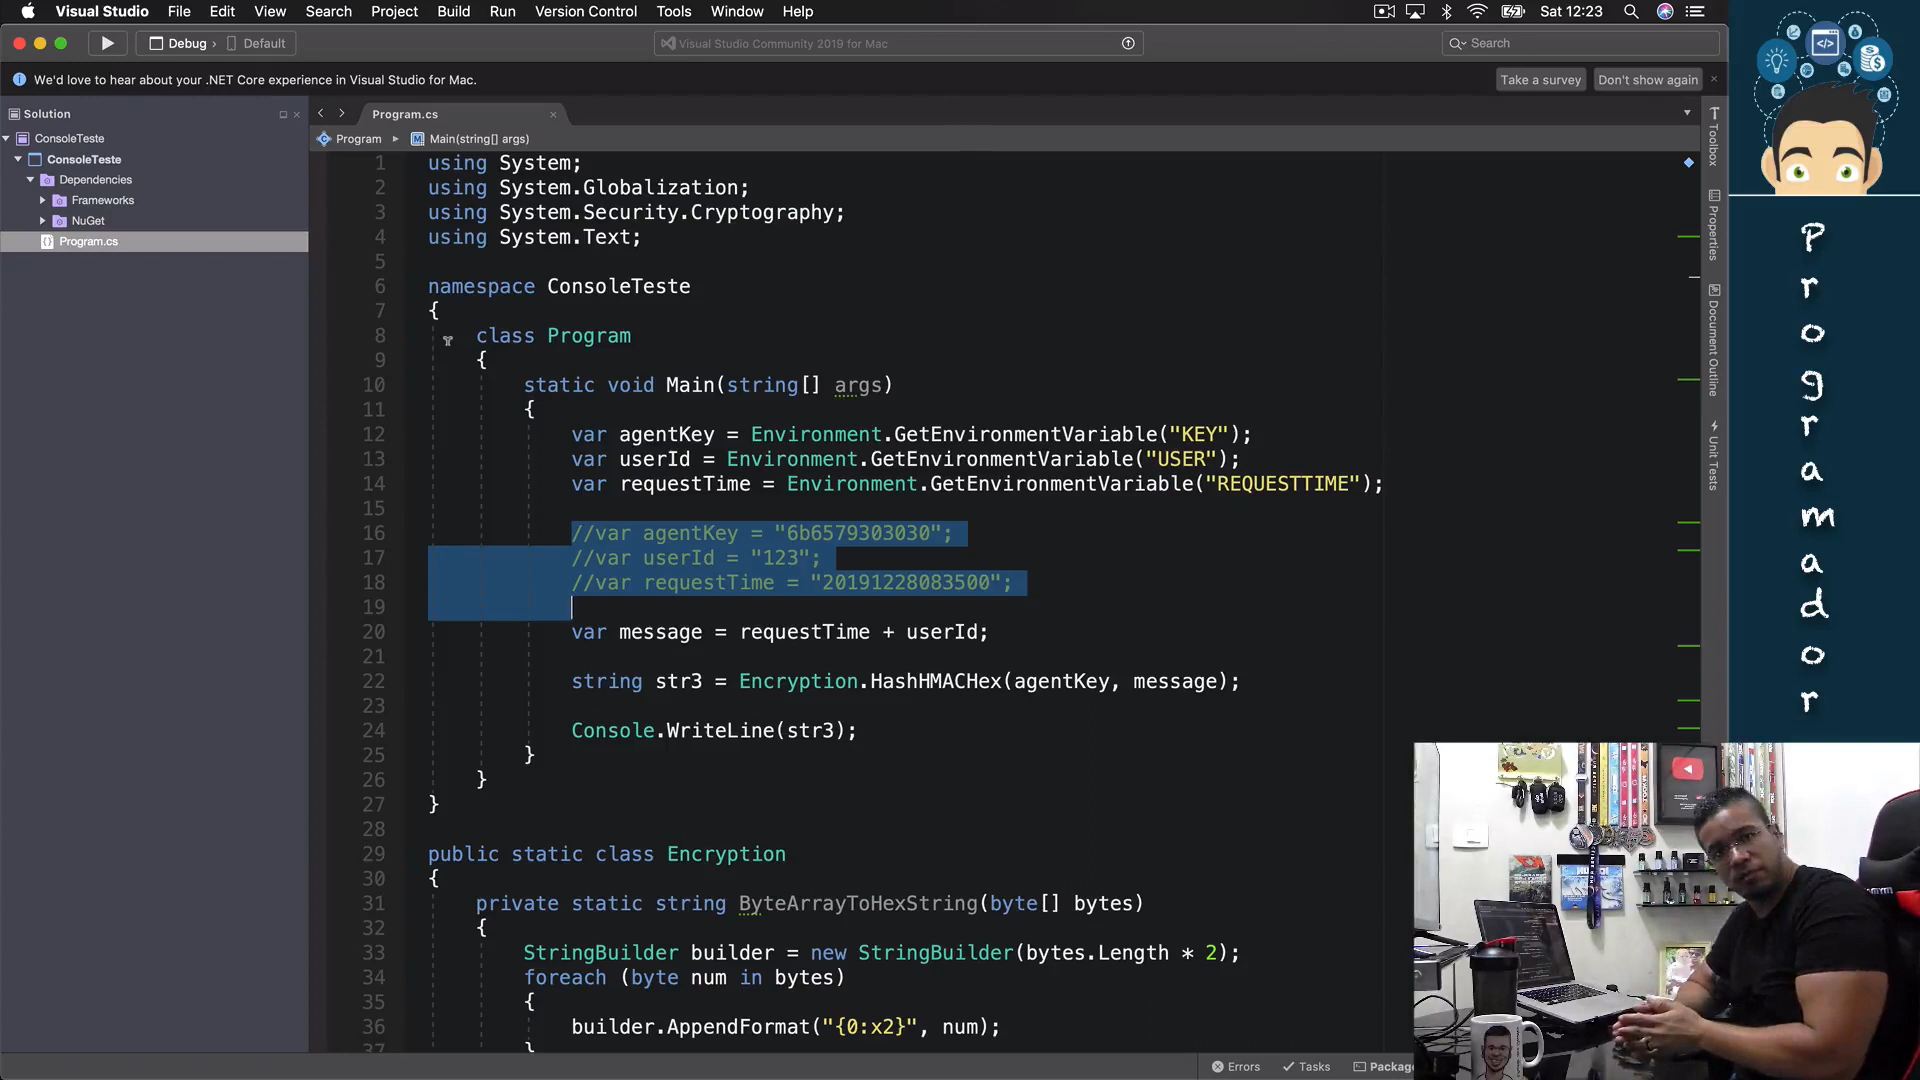 Visual Studio File Edit View Search Project Build Run Version Control Tools Window Help Sat 12:23
Debug › Default Visual Studio Community 2019 for Mac Search
We'd love to hear about your .NET Core experience in Visual Studio for Mac. Take a survey Don't show again
Solution
ConsoleTeste
ConsoleTeste
Dependencies
Frameworks
NuGet
Program.cs
Program.cs
Program Main(string[] args)
1 using System;
2 using System.Globalization;
3 using System.Security.Cryptography;
4 using System.Text;
5
6 namespace ConsoleTeste
7 {
8 class Program
9 {
10 static void Main(string[] args)
11 {
12 var agentKey = Environment.GetEnvironmentVariable("KEY");
13 var userId = Environment.GetEnvironmentVariable("USER");
14 var requestTime = Environment.GetEnvironmentVariable("REQUESTTIME");
15
16 //var agentKey = "6b6579303030";
17 //var userId = "123";
18 //var requestTime = "20191228083500";
19
20 var message = requestTime + userId;
21
22 string str3 = Encryption.HashHMACHex(agentKey, message);
23
24 Console.WriteLine(str3);
25 }
26 }
27 }
28
29 public static class Encryption
30 {
31 private static string ByteArrayToHexString(byte[] bytes)
32 {
33 StringBuilder builder = new StringBuilder(bytes.Length * 2);
34 foreach (byte num in bytes)
35 {
36 builder.AppendFormat("{0:x2}", num);
37 }
Errors Tasks
Toolbox
Properties
Document Outline
Unit Tests
</>
Programador